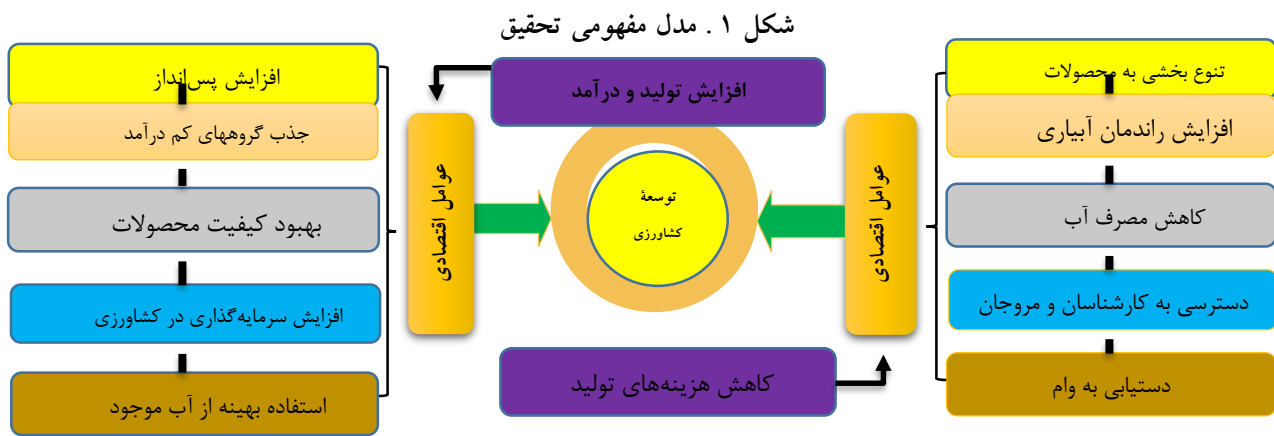 شکل ۱ . مدل مفهومی تحقیق
تنوع بخشی به محصولات
افزایش راندمان آبیاری
کاهش مصرف آب
دسترسی به کارشناسان و مروجان
دستیابی به وام
عوامل اقتصادی
افزایش تولید و درآمد
توسعۀ
کشاورزی
کاهش هزینه‌های تولید
عوامل اقتصادی
افزایش پس‌انداز
جذب گروههای کم درآمد
بهبود کیفیت محصولات
افزایش سرمایه‌گذاری در کشاورزی
استفاده بهینه از آب موجود